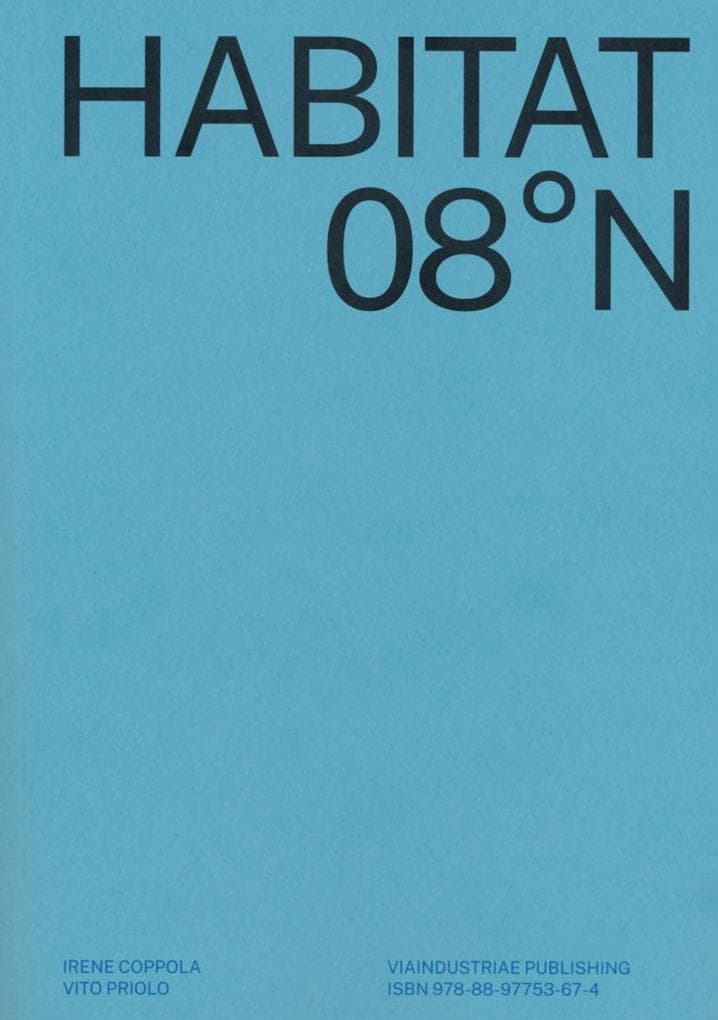 HABITAT
08°N
IRENE COPPOLA
VITO PRIOLO
VIAINDUSTRIAE PUBLISHING
ISBN 978-88-97753-67-4